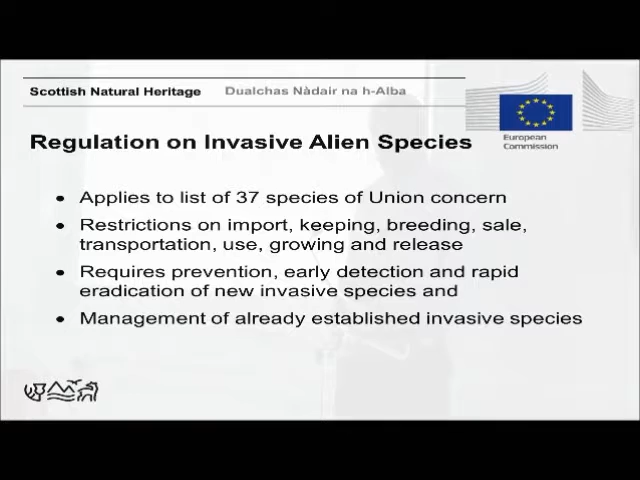 Scottish Natural Heritage Dualchas Nàdair na h-Alba
European
Commission
Regulation on Invasive Alien Species
• Applies to list of 37 species of Union concern
• Restrictions on import, keeping, breeding, sale,
transportation, use, growing and release
• Requires prevention, early detection and rapid
eradication of new invasive species and
• Management of already established invasive species